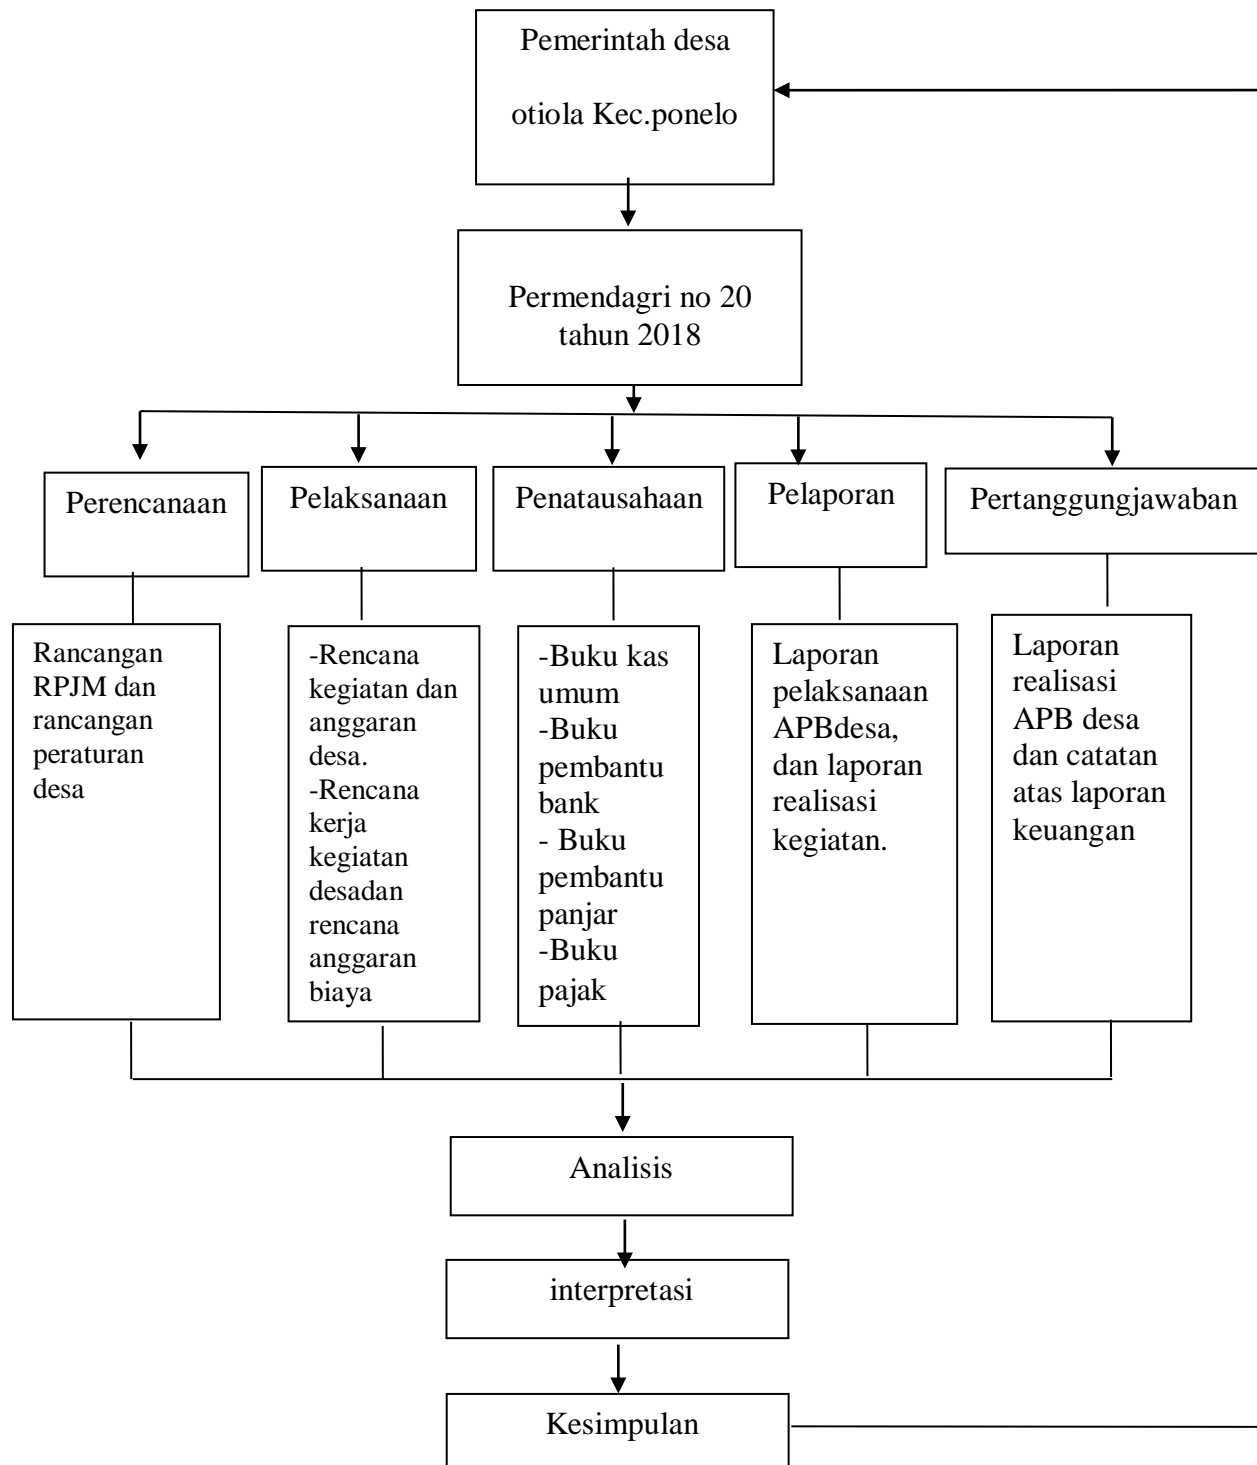 Pemerintah desa
otiola Kec.ponelo
Permendagri no 20
tahun 2018
Perencanaan
Pelaksanaan
Penatausahaan
Pelaporan
Pertanggungjawaban
Rancangan
RPJM dan
rancangan
peraturan
desa
-Rencana
kegiatan dan
anggaran
desa.
-Rencana
kerja
kegiatan
desadan
rencana
anggaran
biaya
-Buku kas
umum
-Buku
pembantu
bank
- Buku
pembantu
panjar
-Buku
pajak
Laporan
pelaksanaan
APBdesa,
dan laporan
realisasi
kegiatan.
Laporan
realisasi
APB desa
dan catatan
atas laporan
keuangan
Analisis
interpretasi
Kesimpulan